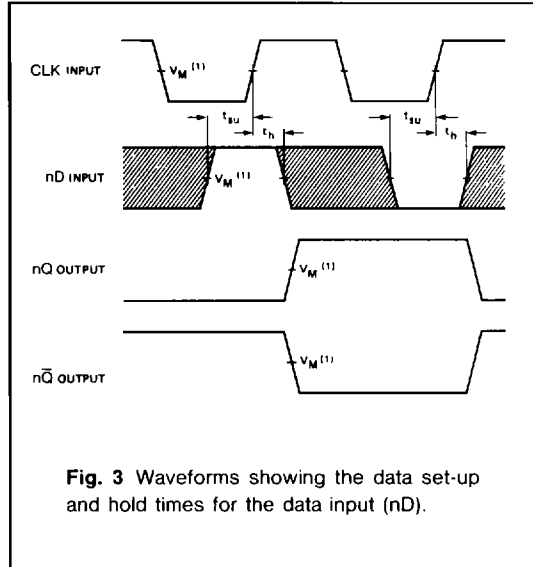 CLK INPUT
V_M (1)
t_su
t_su
t_h
t_h
nD INPUT
V_M (1)
nQ OUTPUT
V_M (1)
nQ̅ OUTPUT
V_M (1)
Fig. 3 Waveforms showing the data set-up
and hold times for the data input (nD).